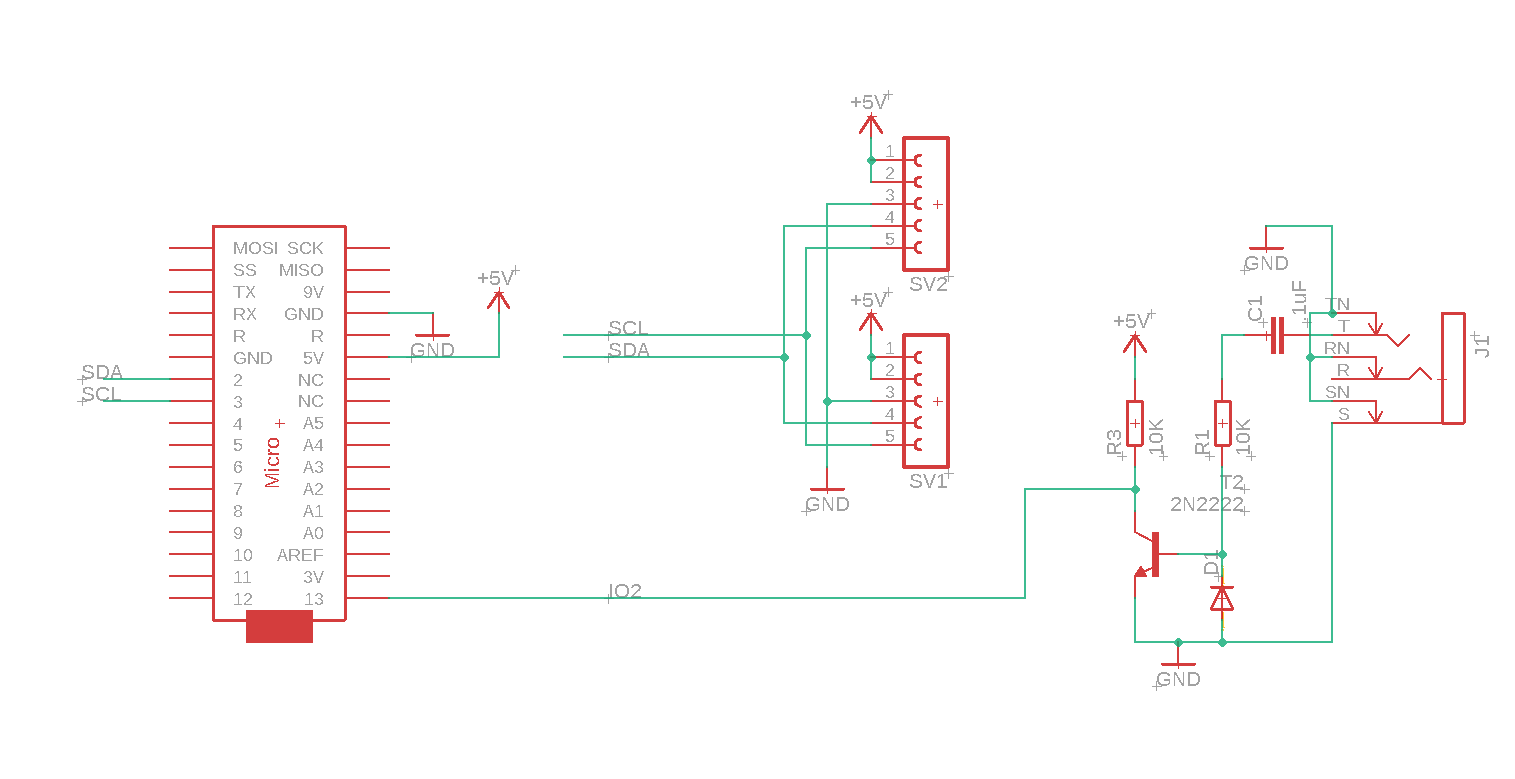 MOSI SCK
SS MISO
TX 9V
RX GND
R R
GND 5V
2 NC
3 NC
4 A5
5 A4
6 A3
7 A2
8 A1
9 A0
10 AREF
11 3V
12 13
Micro
SDA
SCL
GND
+5V
SCL
SDA
IO2
+5V
1
2
3
4
5
SV2
+5V
1
2
3
4
5
SV1
GND
+5V
R3
10K
R1
10K
T2
2N2222
D1
GND
GND
C1
1uF
TN
T
RN
R
SN
S
J1